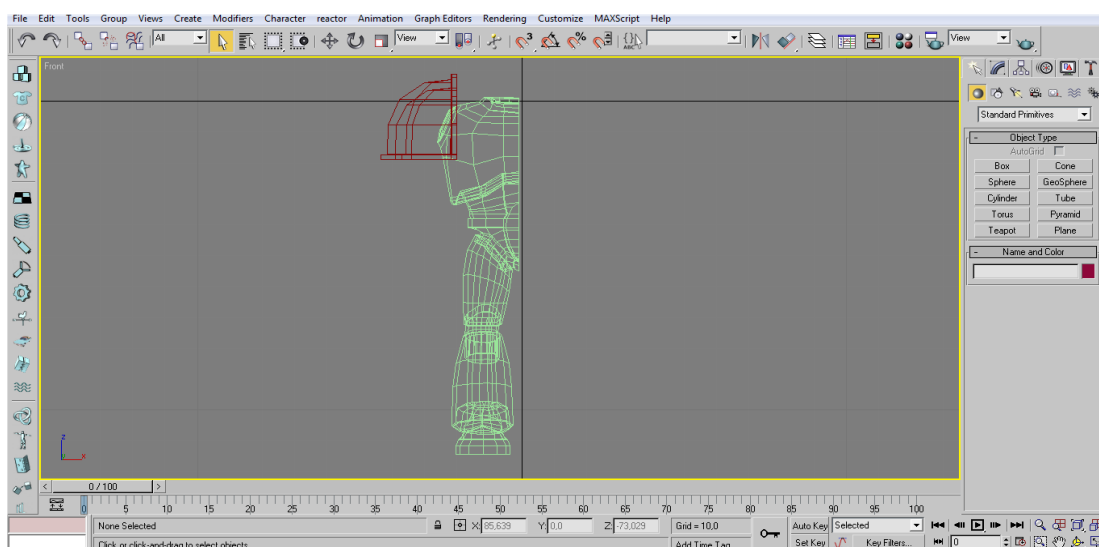 File Edit Tools Group Views Create Modifiers Character reactor Animation Graph Editors Rendering Customize MAXScript Help
All View ABC View
Front
Standard Primitives
- Object Type
AutoGrid
Box Cone
Sphere GeoSphere
Cylinder Tube
Torus Pyramid
Teapot Plane
- Name and Color
z
x
< 0 / 100 >
0 5 10 15 20 25 30 35 40 45 50 55 60 65 70 75 80 85 90 95 100
None Selected X: 85,639 Y: 0,0 Z: -73,029 Grid = 10,0 Auto Key Selected
Click or click-and-drag to select objects Add Time Tag Set Key Key Filters... 0